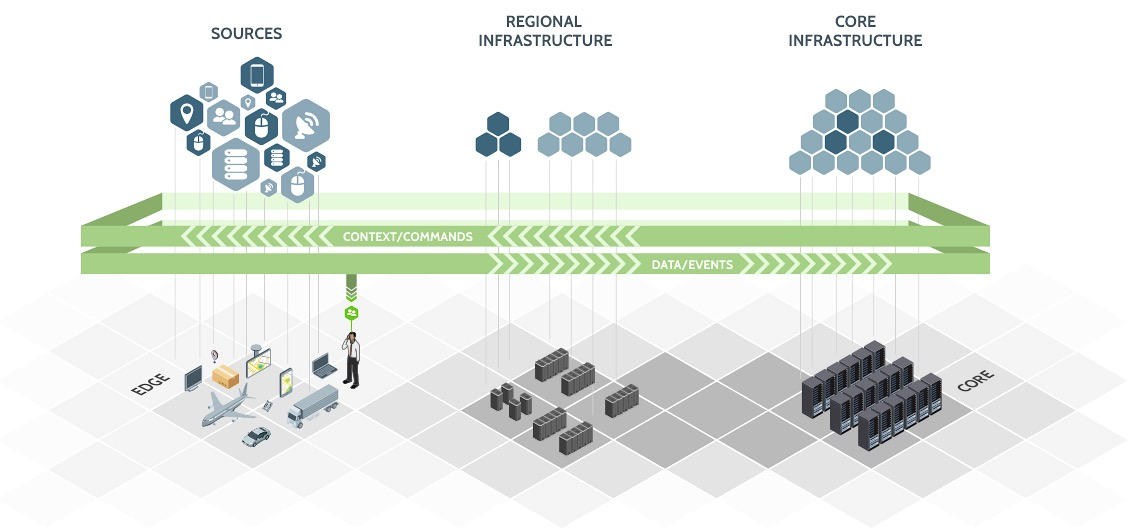 SOURCES
REGIONAL
INFRASTRUCTURE
CORE
INFRASTRUCTURE
CONTEXT/COMMANDS
DATA/EVENTS
EDGE
CORE